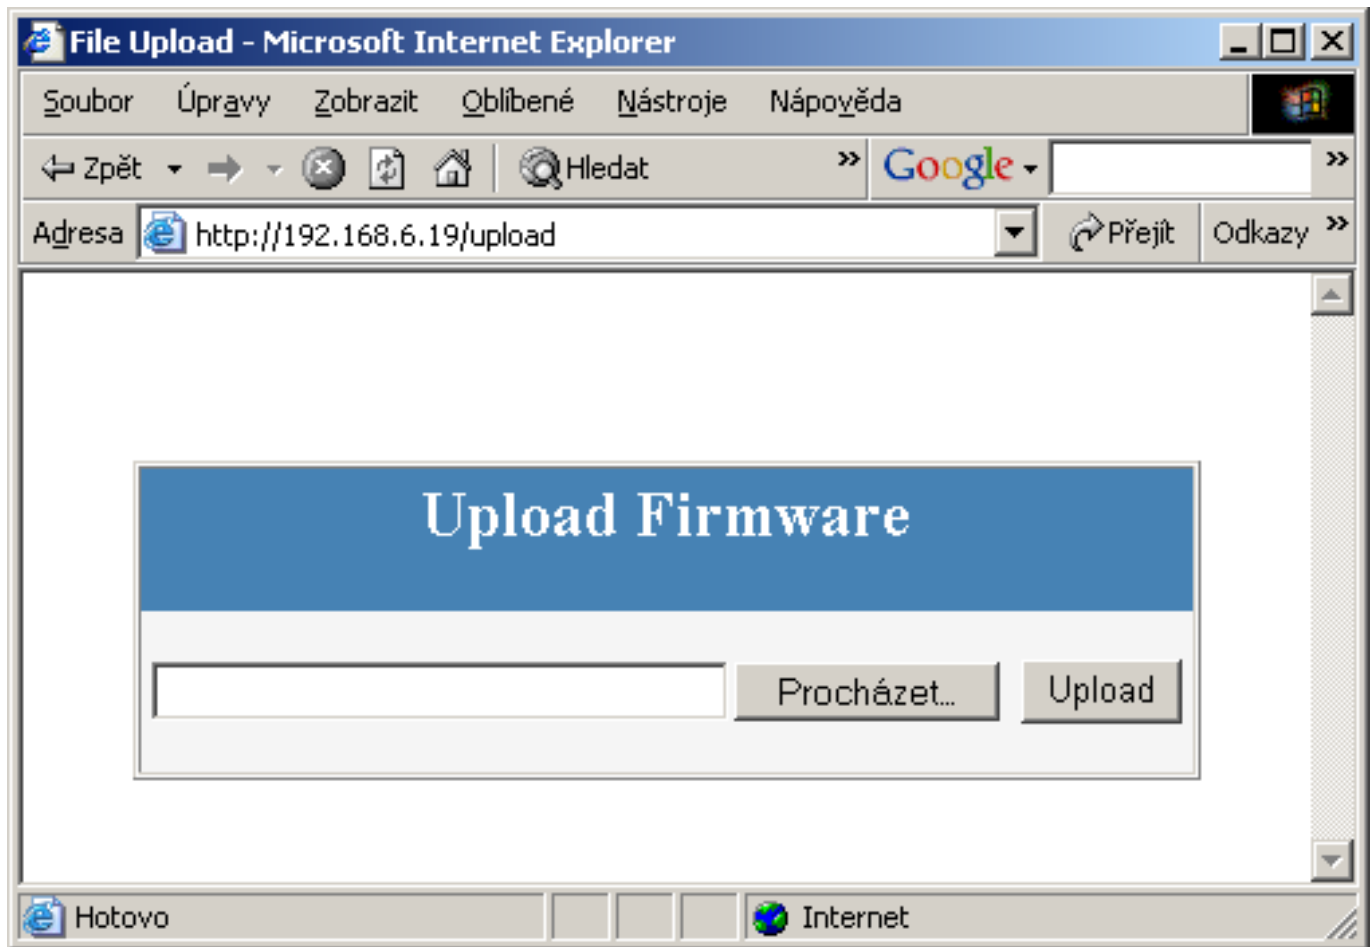 File Upload - Microsoft Internet Explorer
Soubor Úpravy Zobrazit Oblíbené Nástroje Nápověda
Zpět Hledat » Google »
Adresa http://192.168.6.19/upload Přejít Odkazy »
Upload Firmware
Procházet... Upload
Hotovo Internet